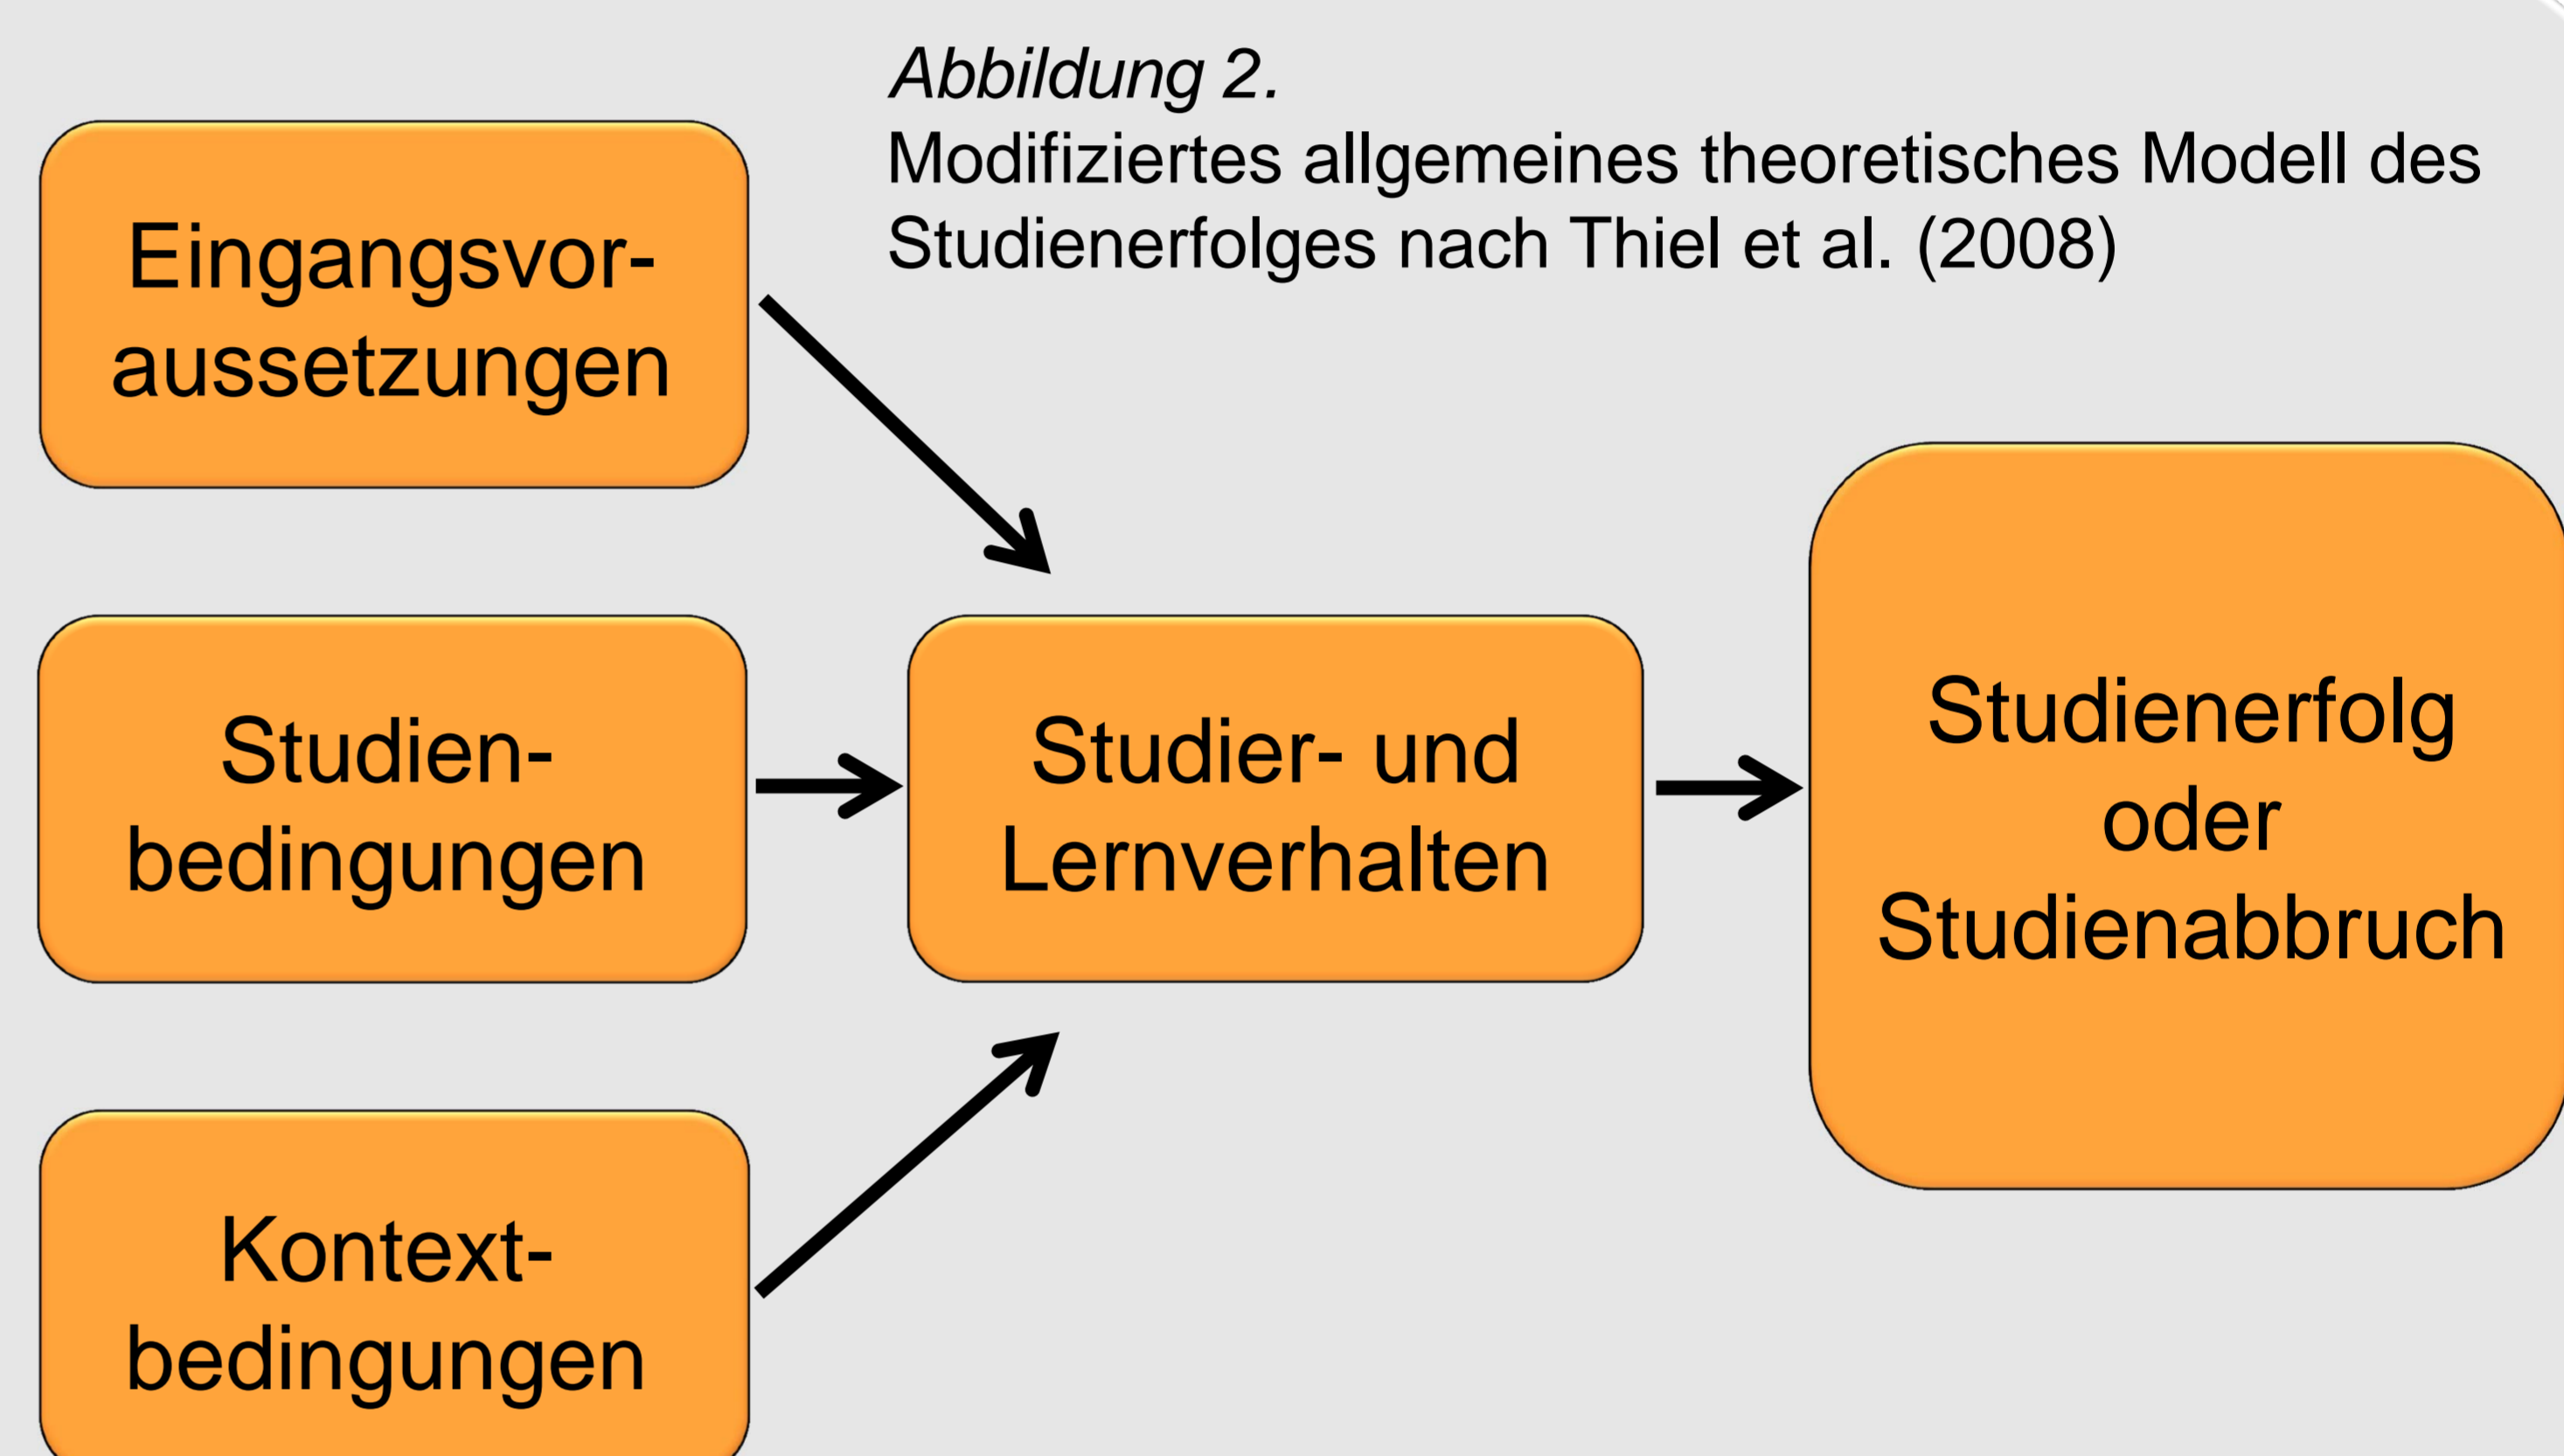 Abbildung 2.
Modifiziertes allgemeines theoretisches Modell des
Studienerfolges nach Thiel et al. (2008)
Eingangsvor-
aussetzungen
Studien-
bedingungen
Studier- und
Lernverhalten
Studienerfolg
oder
Studienabbruch
Kontext-
bedingungen